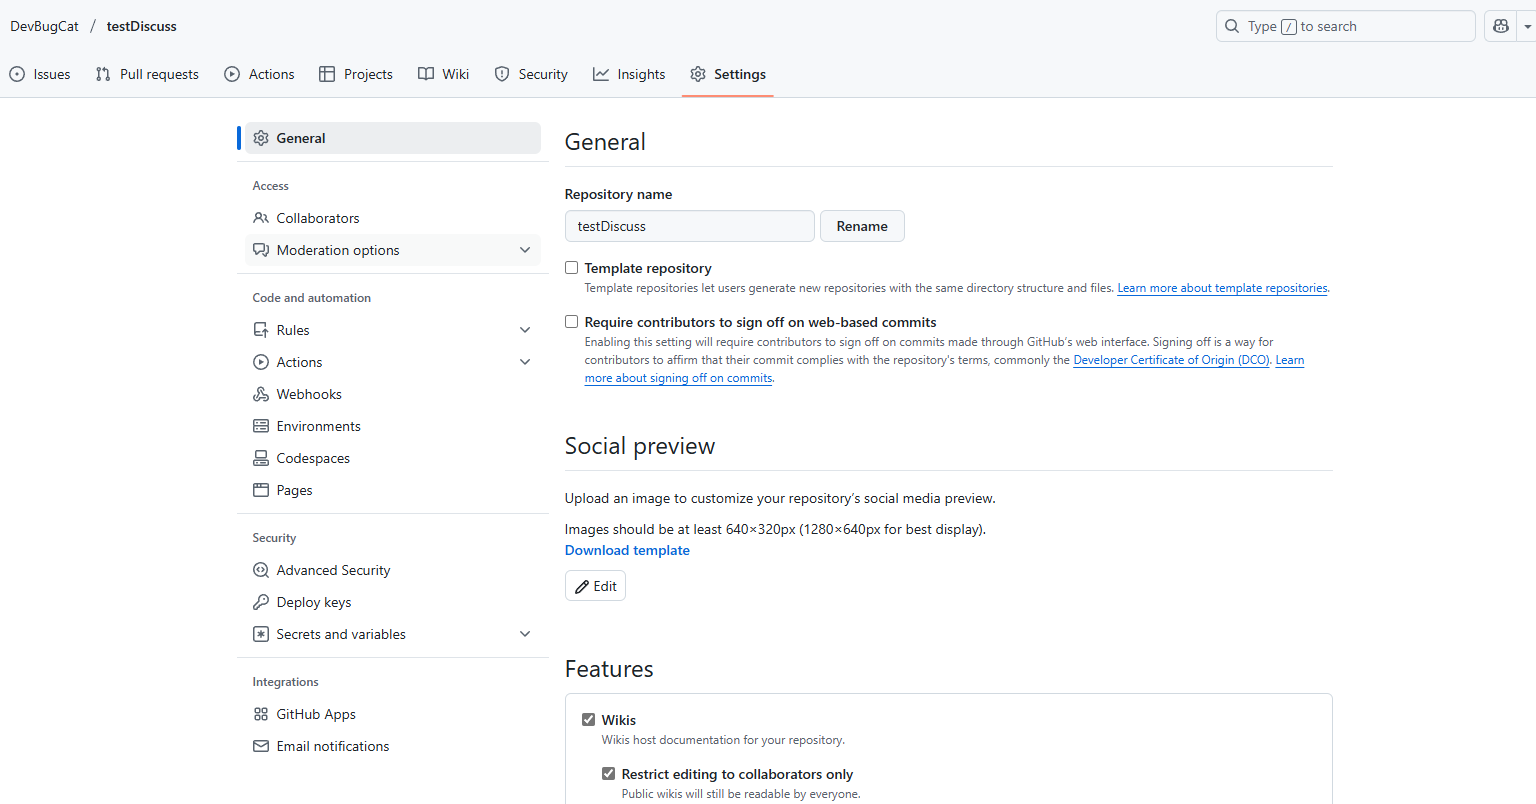 DevBugCat / testDiscuss
Type / to search
Issues Pull requests Actions Projects Wiki Security Insights Settings
General
Access
Collaborators
Moderation options
Code and automation
Rules
Actions
Webhooks
Environments
Codespaces
Pages
Security
Advanced Security
Deploy keys
Secrets and variables
Integrations
GitHub Apps
Email notifications
General
Repository name
testDiscuss Rename
Template repository
Template repositories let users generate new repositories with the same directory structure and files. Learn more about template repositories.
Require contributors to sign off on web-based commits
Enabling this setting will require contributors to sign off on commits made through GitHub's web interface. Signing off is a way for
contributors to affirm that their commit complies with the repository's terms, commonly the Developer Certificate of Origin (DCO). Learn
more about signing off on commits.
Social preview
Upload an image to customize your repository's social media preview.
Images should be at least 640×320px (1280×640px for best display).
Download template
Edit
Features
Wikis
Wikis host documentation for your repository.
Restrict editing to collaborators only
Public wikis will still be readable by everyone.